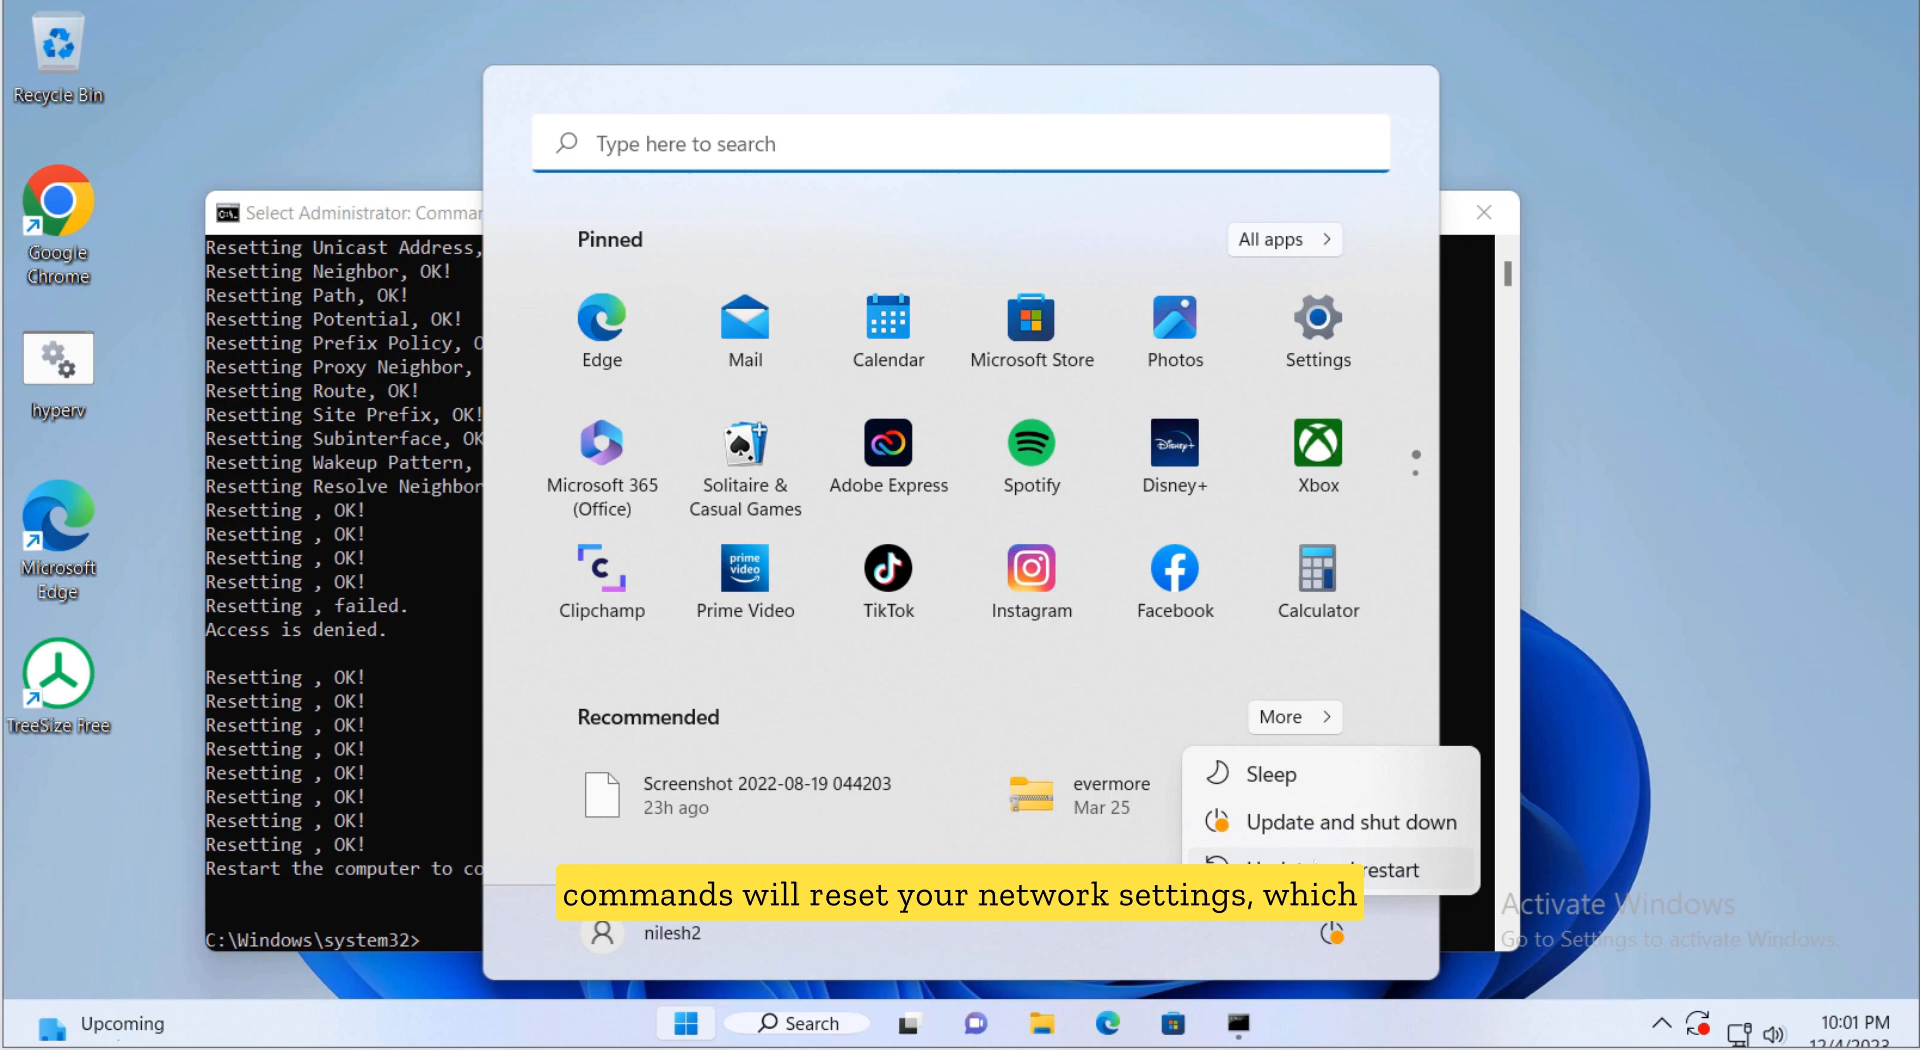 Recycle Bin
Google
Chrome
hyperv
Microsoft
Edge
TreeSize Free
Select Administrator: Comman
Resetting Unicast Address,
Resetting Neighbor, OK!
Resetting Path, OK!
Resetting Potential, OK!
Resetting Prefix Policy, O
Resetting Proxy Neighbor,
Resetting Route, OK!
Resetting Site Prefix, OK!
Resetting Subinterface, OK
Resetting Wakeup Pattern,
Resetting Resolve Neighbor
Resetting , OK!
Resetting , OK!
Resetting , OK!
Resetting , OK!
Resetting , failed.
Access is denied.
Resetting , OK!
Resetting , OK!
Resetting , OK!
Resetting , OK!
Resetting , OK!
Resetting , OK!
Resetting , OK!
Resetting , OK!
Restart the computer to co
C:\Windows\system32>
Type here to search
Pinned
All apps
Edge
Mail
Calendar
Microsoft Store
Photos
Settings
Microsoft 365
(Office)
Solitaire &
Casual Games
Adobe Express
Spotify
Disney+
Disney+
Xbox
prime
video
Clipchamp
Prime Video
TikTok
Instagram
Facebook
Calculator
Recommended
More
Screenshot 2022-08-19 044203
23h ago
evermore
Mar 25
Sleep
Update and shut down
restart
commands will reset your network settings, which
nilesh2
Activate Windows
Go to Settings to activate Windows.
Upcoming
Search
10:01 PM
12/4/2023